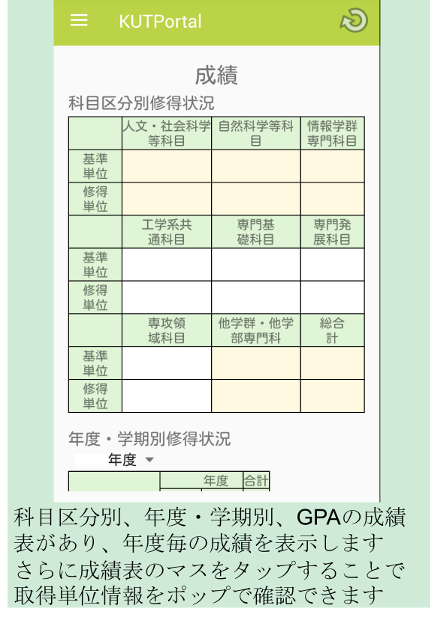 KUTPortal
成績
科目区分別修得状況
人文・社会科学 自然科学等科 情報学群
等科目 目 専門科目
基準
単位
修得
単位
工学系共 専門基 専門発
通科目 礎科目 展科目
基準
単位
修得
単位
専攻領 他学群・他学 総合
域科目 部専門科 計
基準
単位
修得
単位
年度・学期別修得状況
年度
年度 合計
科目区分別、年度・学期別、GPAの成績
表があり、年度毎の成績を表示します
さらに成績表のマスをタップすることで
取得単位情報をポップで確認できます